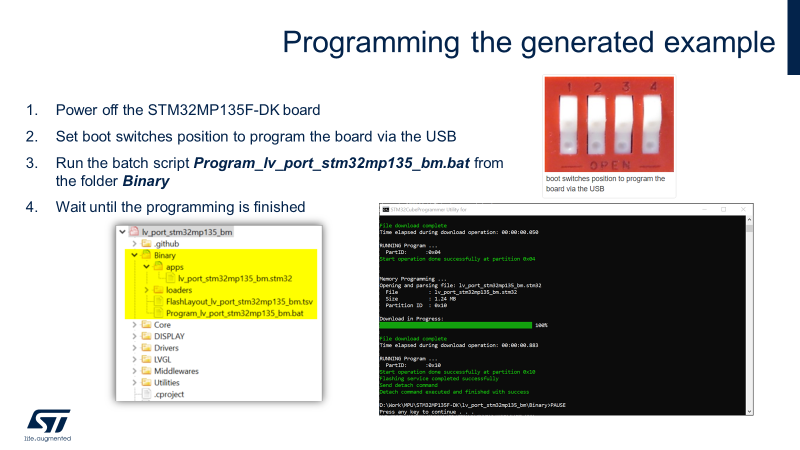 Programming the generated example
1. Power off the STM32MP135F-DK board
2. Set boot switches position to program the board via the USB
3. Run the batch script Program_lv_port_stm32mp135_bm.bat from
the folder Binary
4. Wait until the programming is finished
1 2 3 4
OPEN
boot switches position to program the
board via the USB
lv_port_stm32mp135_bm
.github
Binary
apps
lv_port_stm32mp135_bm.stm32
loaders
FlashLayout_lv_port_stm32mp135_bm.tsv
Program_lv_port_stm32mp135_bm.bat
Core
DISPLAY
Drivers
LVGL
Middlewares
Utilities
.cproject
STM32CubeProgrammer Utility for
File download complete
Time elapsed during download operation: 00:00:00.050
RUNNING Program ...
PartID: :0x04
Start operation done successfully at partition 0x04
Memory Programming ...
Opening and parsing file: lv_port_stm32mp135_bm.stm32
File : lv_port_stm32mp135_bm.stm32
Size : 1.24 MB
Partition ID : 0x10
Download in Progress:
100%
File download complete
Time elapsed during download operation: 00:00:00.883
RUNNING Program ...
PartID: :0x10
Start operation done successfully at partition 0x10
Flashing service completed successfully
Send detach command
Detach command executed and finished with success
D:\Work\MPU\STM32MP135F-DK\lv_port_stm32mp135_bm\Binary>PAUSE
Press any key to continue . . .
ST
life.augmented